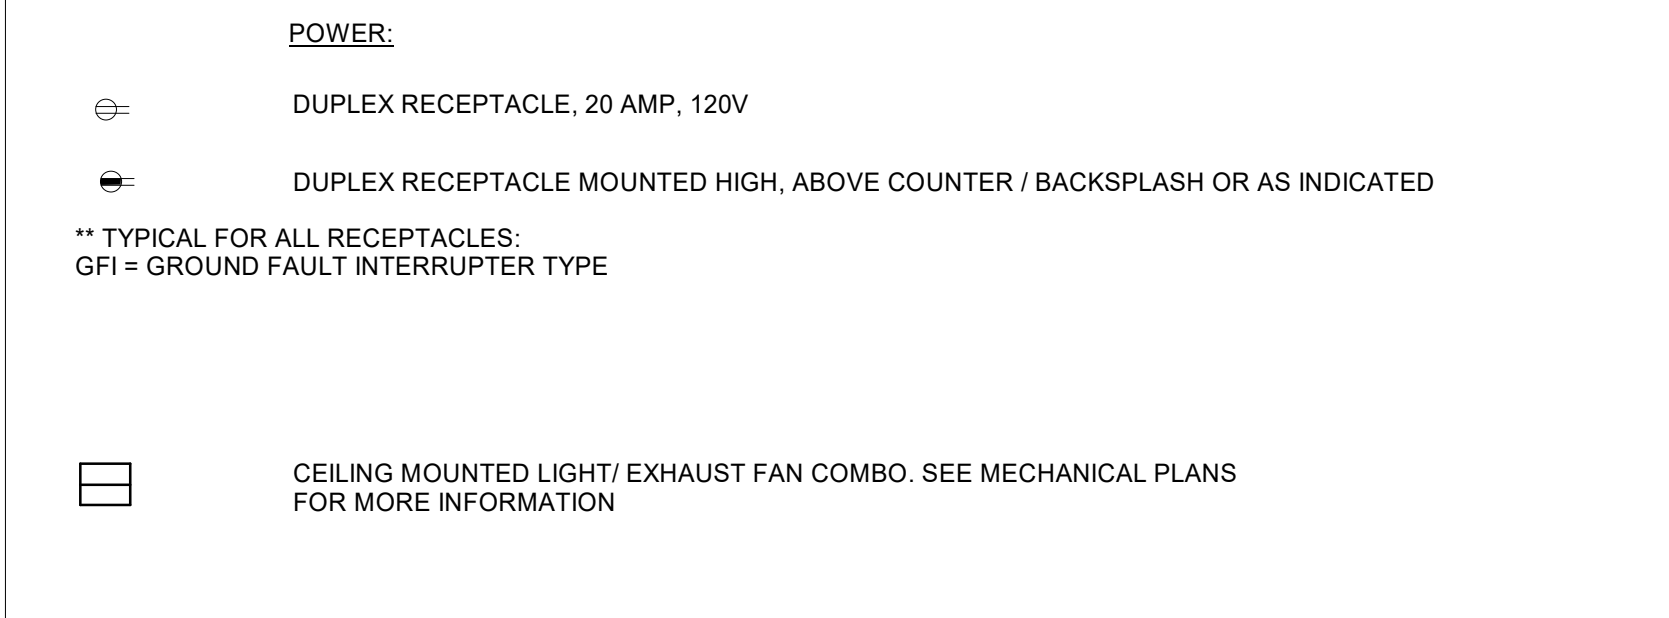 POWER:
DUPLEX RECEPTACLE, 20 AMP, 120V
DUPLEX RECEPTACLE MOUNTED HIGH, ABOVE COUNTER / BACKSPLASH OR AS INDICATED
** TYPICAL FOR ALL RECEPTACLES:
GFI = GROUND FAULT INTERRUPTER TYPE
CEILING MOUNTED LIGHT/ EXHAUST FAN COMBO. SEE MECHANICAL PLANS
FOR MORE INFORMATION